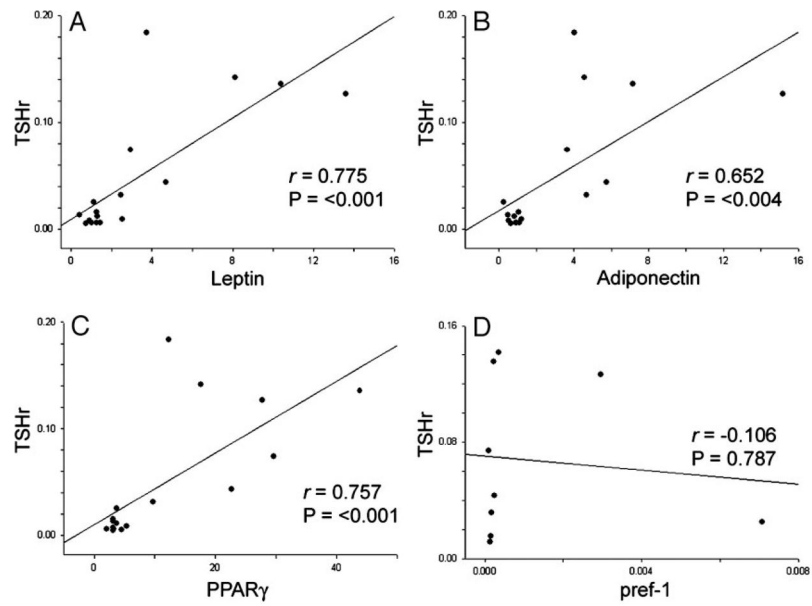 A
0.20
0.10
0.00
TSHr
r = 0.775
P = <0.001
0 4 8 12 16
Leptin
B
0.20
0.10
0.00
TSHr
r = 0.652
P = <0.004
0 4 8 12 16
Adiponectin
C
0.20
0.10
0.00
TSHr
r = 0.757
P = <0.001
0 20 40
PPARγ
D
0.16
0.08
0.00
TSHr
r = -0.106
P = 0.787
0.000 0.004 0.008
pref-1